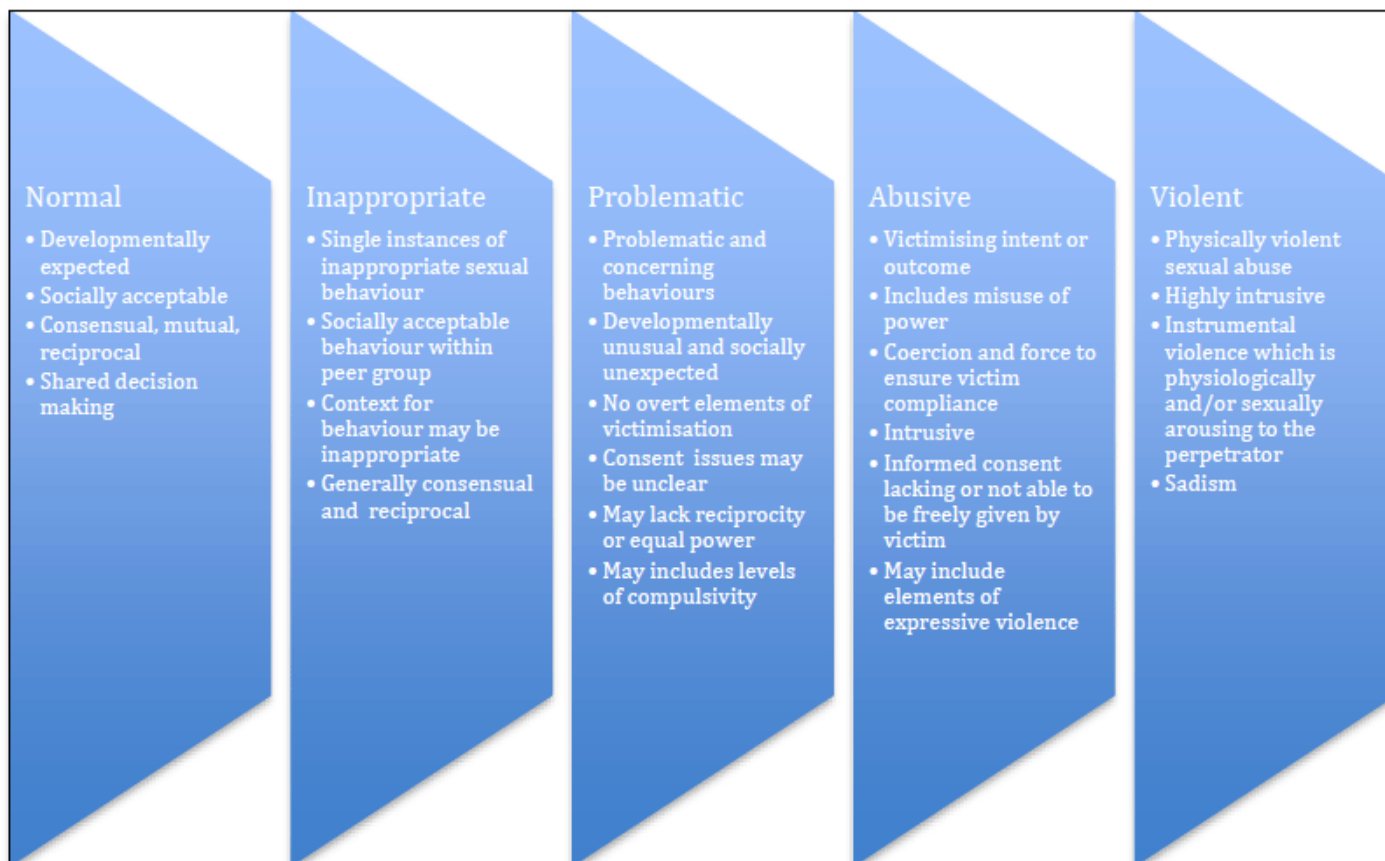 Normal
• Developmentally
expected
• Socially acceptable
• Consensual, mutual,
reciprocal
• Shared decision
making
Inappropriate
• Single instances of
inappropriate sexual
behaviour
• Socially acceptable
behaviour within
peer group
• Context for
behaviour may be
inappropriate
• Generally consensual
and reciprocal
Problematic
• Problematic and
concerning
behaviours
• Developmentally
unusual and socially
unexpected
• No overt elements of
victimisation
• Consent issues may
be unclear
• May lack reciprocity
or equal power
• May includes levels
of compulsivity
Abusive
• Victimising intent or
outcome
• Includes misuse of
power
• Coercion and force to
ensure victim
compliance
• Intrusive
• Informed consent
lacking or not able to
be freely given by
victim
• May include
elements of
expressive violence
Violent
• Physically violent
sexual abuse
• Highly intrusive
• Instrumental
violence which is
physiologically
and/or sexually
arousing to the
perpetrator
• Sadism